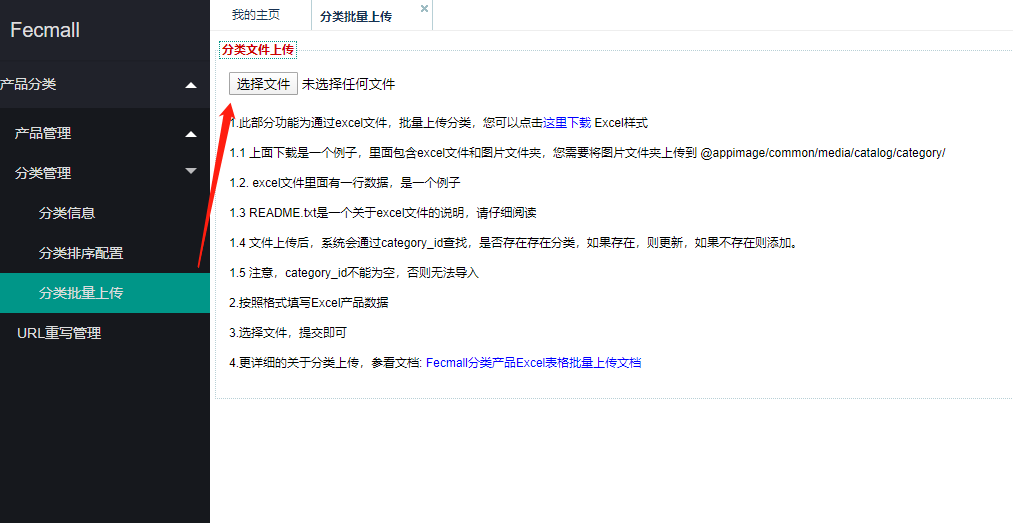 Fecmall
产品分类
产品管理
分类管理
分类信息
分类排序配置
分类批量上传
URL重写管理
我的主页
分类批量上传
分类文件上传
选择文件 未选择任何文件
1.此部分功能为通过excel文件，批量上传分类，您可以点击这里下载 Excel样式
1.1 上面下载是一个例子，里面包含excel文件和图片文件夹，您需要将图片文件夹上传到 @appimage/common/media/catalog/category/
1.2. excel文件里面有一行数据，是一个例子
1.3 README.txt是一个关于excel文件的说明，请仔细阅读
1.4 文件上传后，系统会通过category_id查找，是否存在存在分类，如果存在，则更新，如果不存在则添加。
1.5 注意，category_id不能为空，否则无法导入
2.按照格式填写Excel产品数据
3.选择文件，提交即可
4.更详细的关于分类上传，参看文档: Fecmall分类产品Excel表格批量上传文档